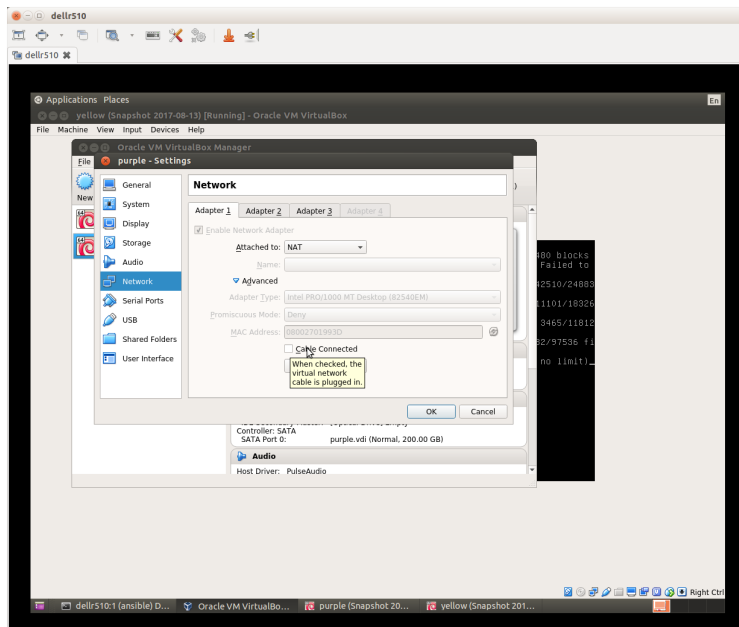 dellr510
dellr510
Applications Places
En
yellow (Snapshot 2017-08-13) [Running] - Oracle VM VirtualBox
File Machine View Input Devices Help
Oracle VM VirtualBox Manager
File
purple - Settings
New
General
System
Display
Storage
Audio
Network
Serial Ports
USB
Shared Folders
User Interface
Network
Adapter 1
Adapter 2
Adapter 3
Adapter 4
Enable Network Adapter
Attached to: NAT
Name:
Advanced
Adapter Type: Intel PRO/1000 MT Desktop (82540EM)
Promiscuous Mode: Deny
MAC Address: 08002701993D
Cable Connected
When checked, the
virtual network
cable is plugged in.
OK
Cancel
480 blocks
Failed to
42510/24883
11101/18326
3465/11812
32/97536 fi
no limit)_
Controller: SATA
SATA Port 0: purple.vdi (Normal, 200.00 GB)
Audio
Host Driver: PulseAudio
Right Ctrl
dellr510:1 (ansible) D...
Oracle VM VirtualBo...
purple (Snapshot 20...
yellow (Snapshot 201...